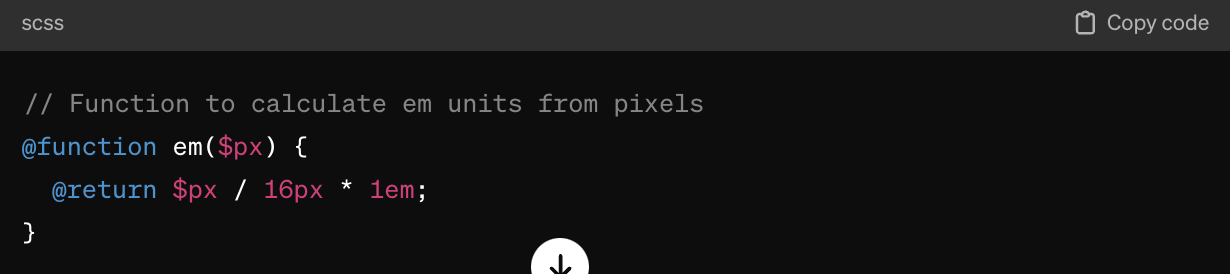 scss
Copy code
// Function to calculate em units from pixels
@function em($px) {
  @return $px / 16px * 1em;
}